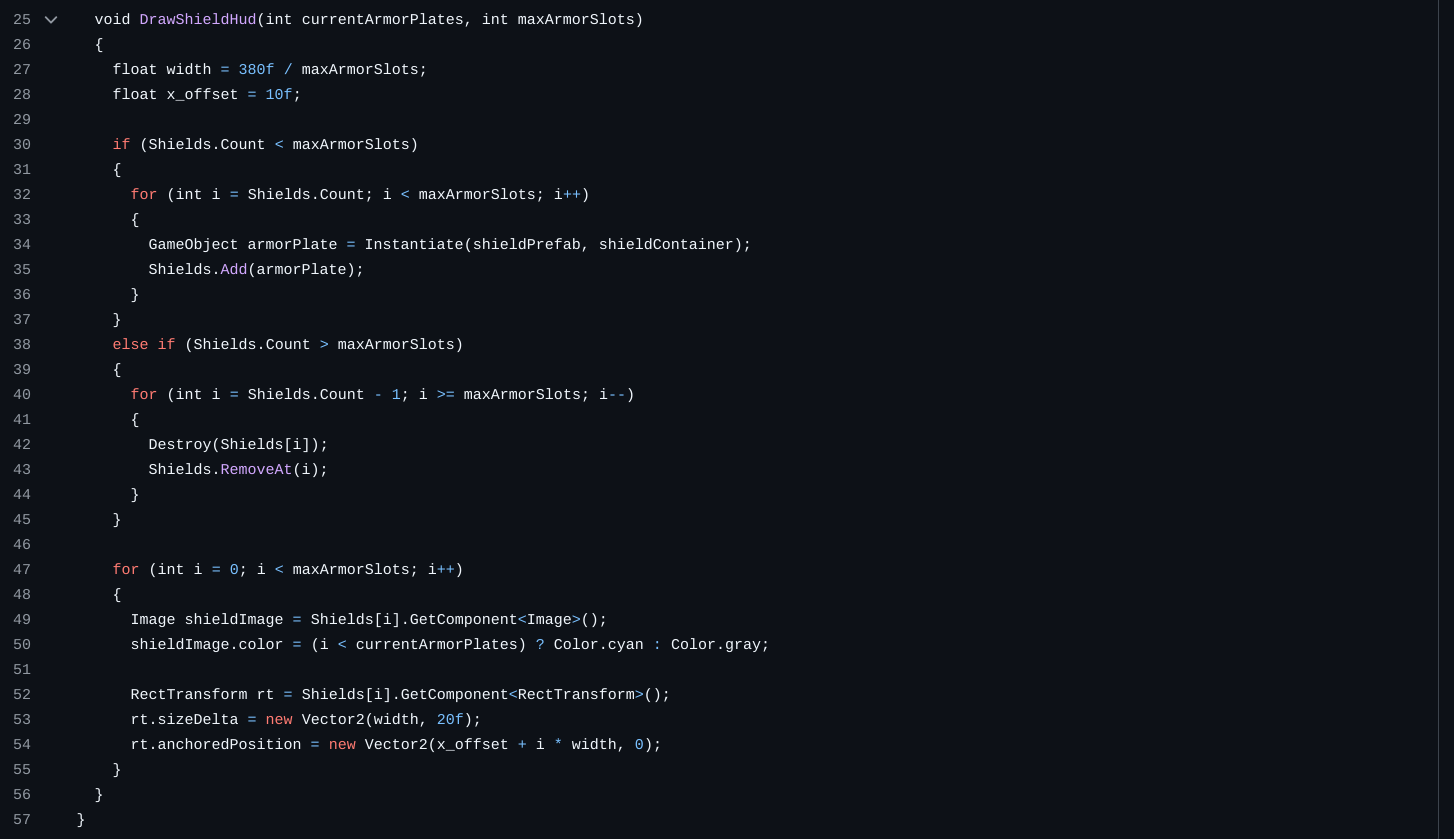 25 void DrawShieldHud(int currentArmorPlates, int maxArmorSlots)
26 {
27 float width = 380f / maxArmorSlots;
28 float x_offset = 10f;
29
30 if (Shields.Count < maxArmorSlots)
31 {
32 for (int i = Shields.Count; i < maxArmorSlots; i++)
33 {
34 GameObject armorPlate = Instantiate(shieldPrefab, shieldContainer);
35 Shields.Add(armorPlate);
36 }
37 }
38 else if (Shields.Count > maxArmorSlots)
39 {
40 for (int i = Shields.Count - 1; i >= maxArmorSlots; i--)
41 {
42 Destroy(Shields[i]);
43 Shields.RemoveAt(i);
44 }
45 }
46
47 for (int i = 0; i < maxArmorSlots; i++)
48 {
49 Image shieldImage = Shields[i].GetComponent<Image>();
50 shieldImage.color = (i < currentArmorPlates) ? Color.cyan : Color.gray;
51
52 RectTransform rt = Shields[i].GetComponent<RectTransform>();
53 rt.sizeDelta = new Vector2(width, 20f);
54 rt.anchoredPosition = new Vector2(x_offset + i * width, 0);
55 }
56 }
57 }